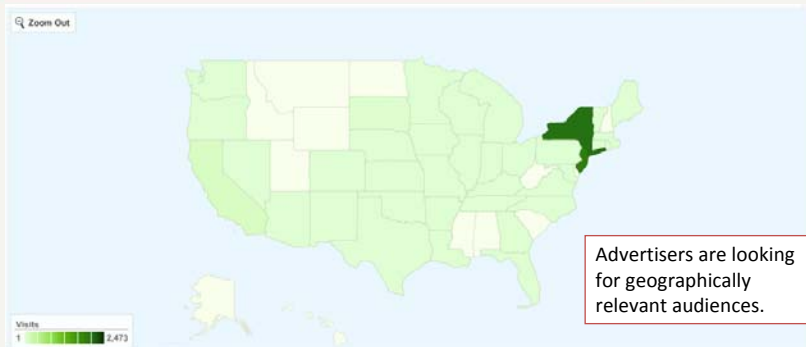 Zoom Out
Advertisers are looking
for geographically
relevant audiences.
Visits
1 2,473